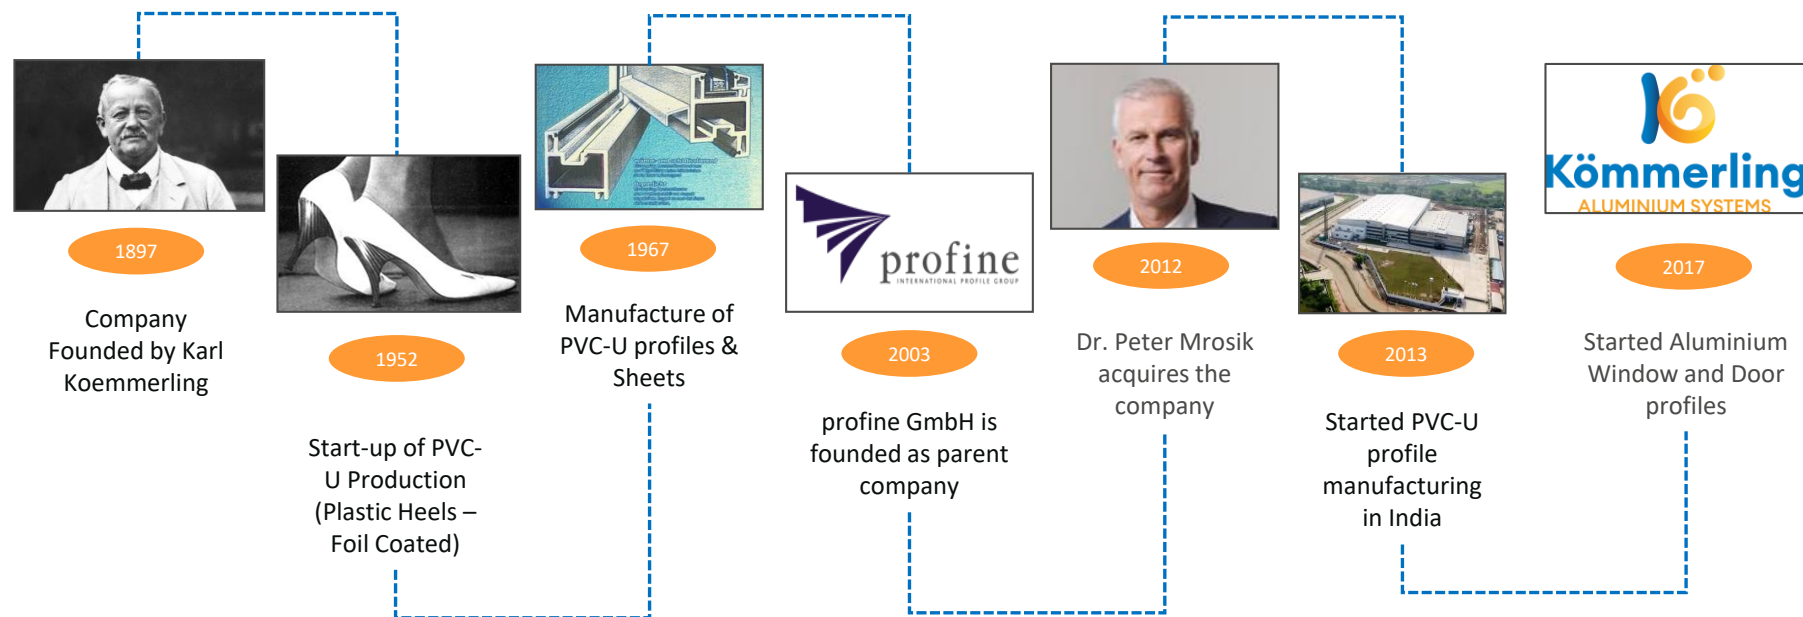 1897
Company
Founded by Karl
Koemmerling
1952
Start-up of PVC-
U Production
(Plastic Heels –
Foil Coated)
1967
Manufacture of
PVC-U profiles &
Sheets
profine
INTERNATIONAL PROFILE GROUP
2003
profine GmbH is
founded as parent
company
2012
Dr. Peter Mrosik
acquires the
company
2013
Started PVC-U
profile
manufacturing
in India
Kömmerling
ALUMINIUM SYSTEMS
2017
Started Aluminium
Window and Door
profiles